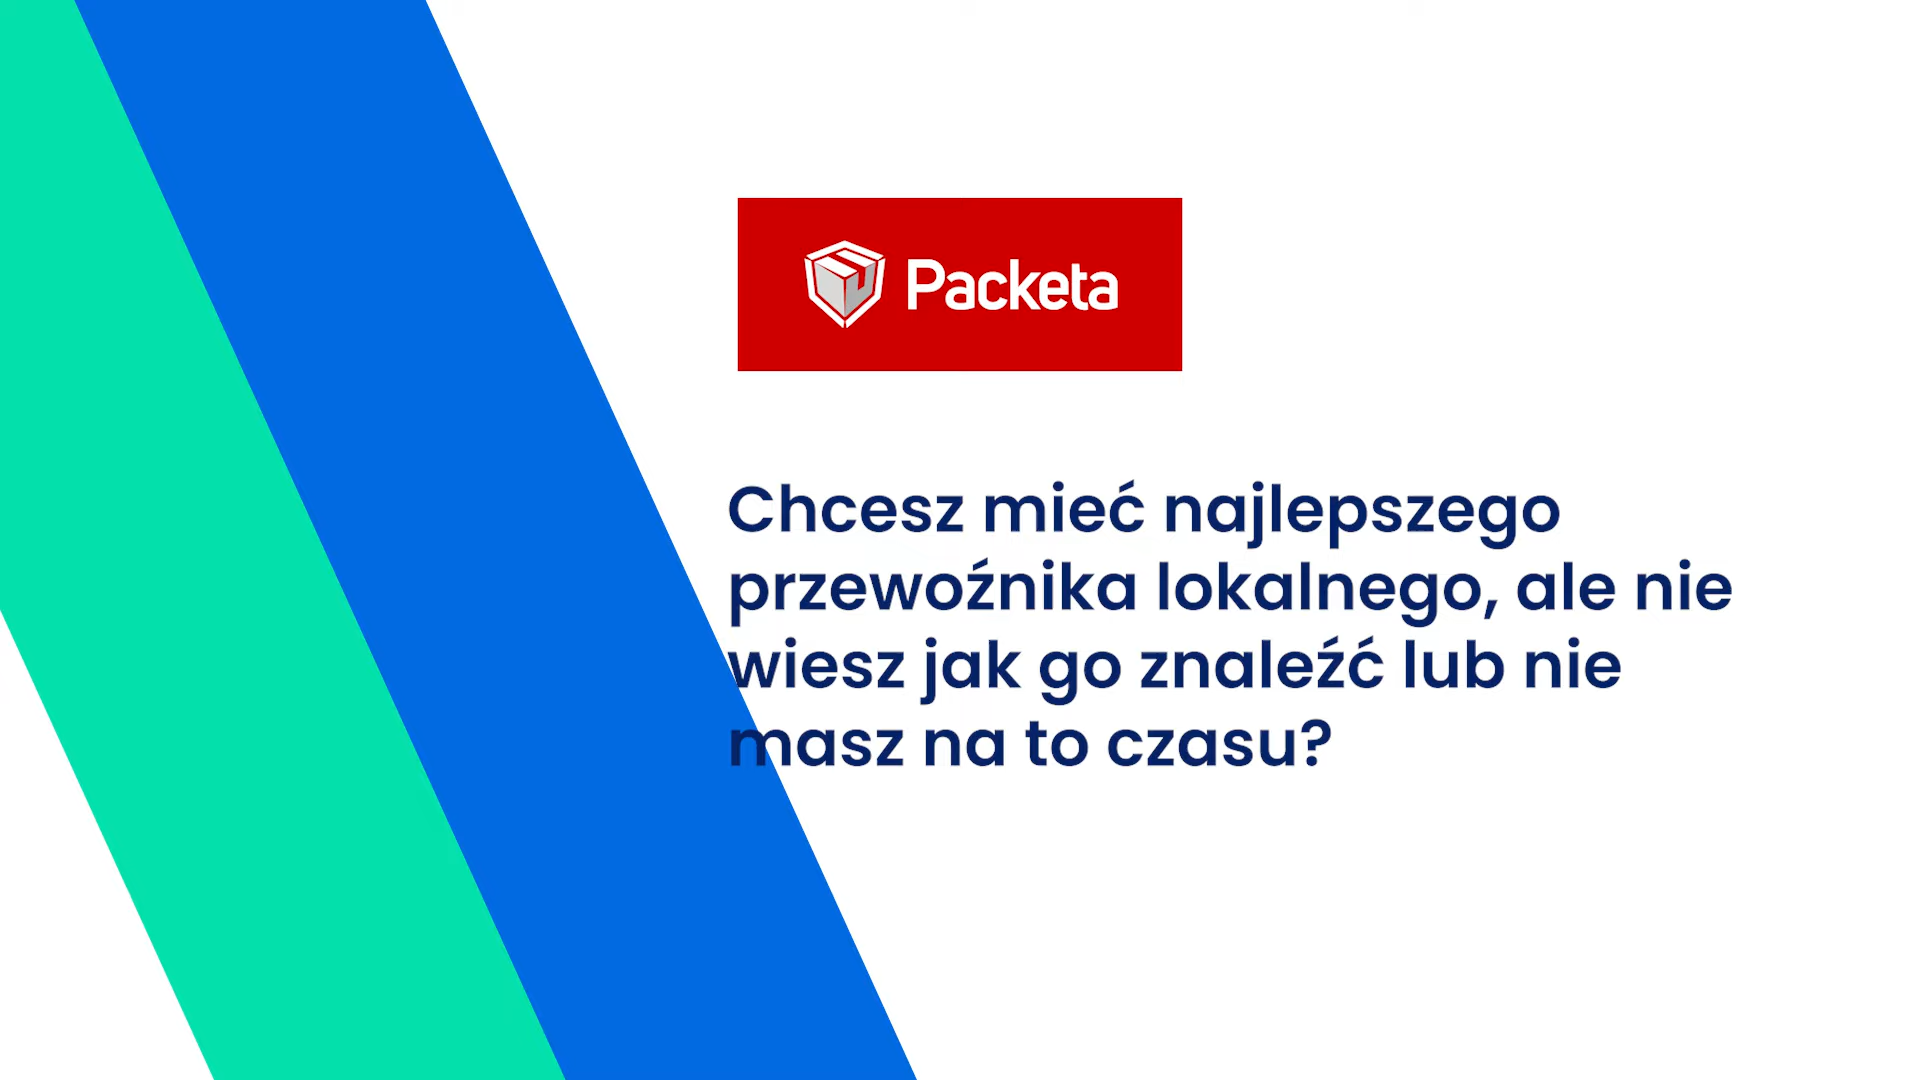 Packeta
Chcesz mieć najlepszego
przewoźnika lokalnego, ale nie
wiesz jak go znaleźć lub nie
masz na to czasu?